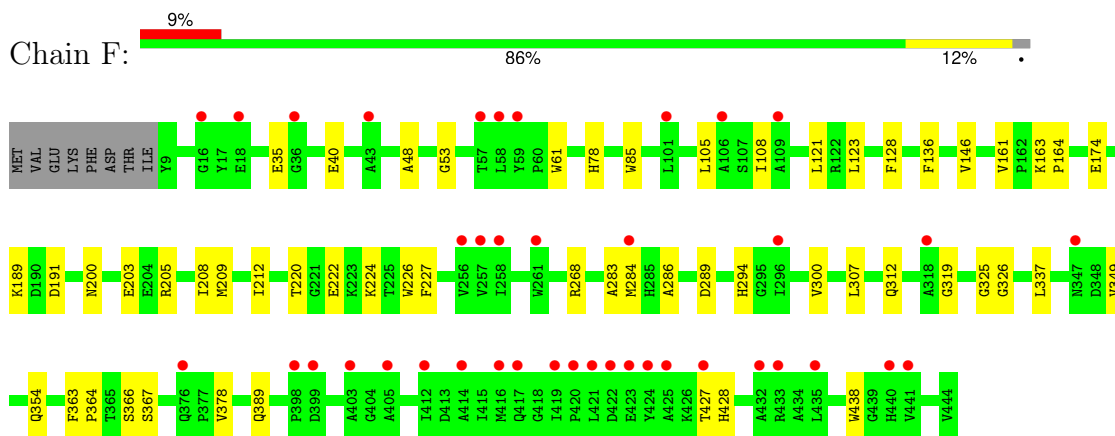 9%
Chain F:
86%
12%
•
MET VAL GLU LYS PHE ASP THR ILE Y9 G16 Y17 E18 E35 G36 E40 A43 A48 G53 T57 L58 Y59 P60 W61 H78 W85 L101 L105 A106 S107 I108 A109 L121 R122 L123 F128 F136 V146 V161 P162 K163 P164 E174
K189 D190 D191 N200 E203 E204 R205 I208 M209 I212 T220 G221 E222 K223 K224 T225 W226 F227 V256 V257 I258 W261 R268 A283 M284 H285 A286 D289 H294 G295 I296 V300 L307 Q312 A318 G319 G325 G326 L337 N347 D348 V349
Q354 F363 P364 T365 S366 S367 Q376 P377 V378 Q389 P398 D399 A403 G404 A405 I412 D413 A414 I415 M416 Q417 G418 I419 P420 L421 D422 E423 Y424 A425 K426 T427 H428 A432 R433 A434 L435 W438 G439 H440 V441 V444